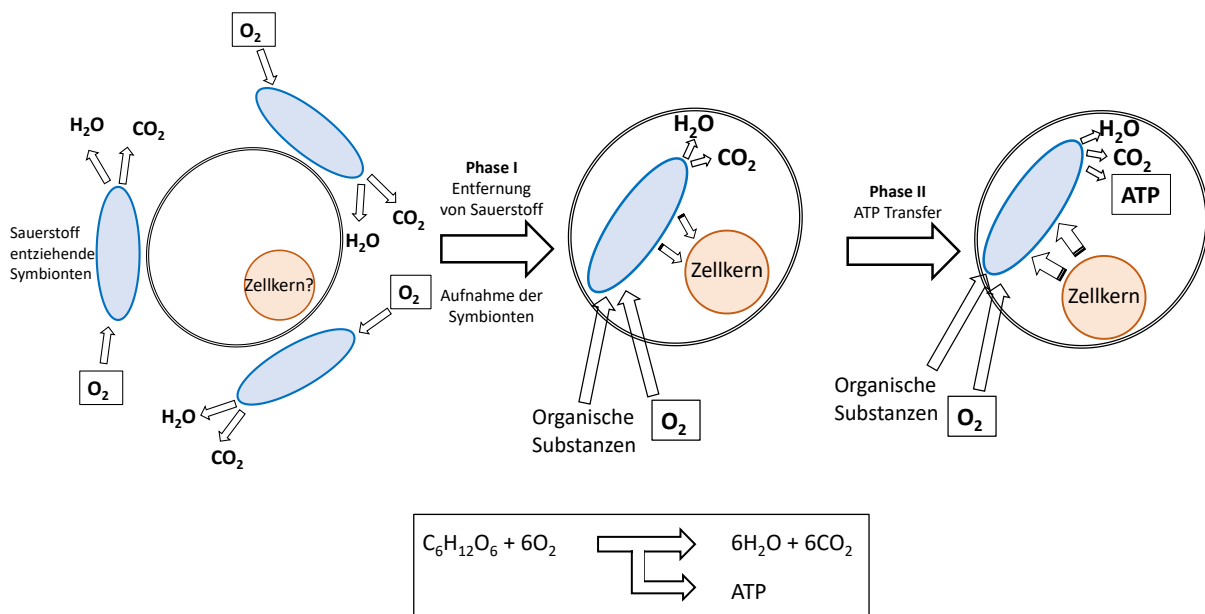 O₂
H₂O
CO₂
Sauerstoff
entziehende
Symbionten
O₂
Zellkern?
CO₂
H₂O
O₂
H₂O
CO₂
Phase I
Entfernung
von Sauerstoff
Aufnahme der
Symbionten
H₂O
CO₂
Zellkern
Organische
Substanzen
O₂
Phase II
ATP Transfer
H₂O
CO₂
ATP
Zellkern
Organische
Substanzen
O₂
C₆H₁₂O₆ + 6O₂
6H₂O + 6CO₂
ATP